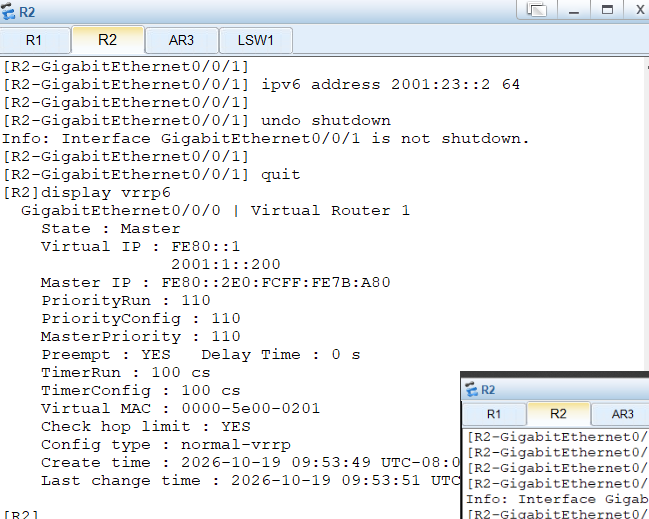 R2
R1 R2 AR3 LSW1
[R2-GigabitEthernet0/0/1]
[R2-GigabitEthernet0/0/1] ipv6 address 2001:23::2 64
[R2-GigabitEthernet0/0/1]
[R2-GigabitEthernet0/0/1] undo shutdown
Info: Interface GigabitEthernet0/0/1 is not shutdown.
[R2-GigabitEthernet0/0/1]
[R2-GigabitEthernet0/0/1] quit
[R2]display vrrp6
GigabitEthernet0/0/0 | Virtual Router 1
State : Master
Virtual IP : FE80::1
2001:1::200
Master IP : FE80::2E0:FCFF:FE7B:A80
PriorityRun : 110
PriorityConfig : 110
MasterPriority : 110
Preempt : YES   Delay Time : 0 s
TimerRun : 100 cs
TimerConfig : 100 cs
Virtual MAC : 0000-5e00-0201
Check hop limit : YES
Config type : normal-vrrp
Create time : 2026-10-19 09:53:49 UTC-08:0
Last change time : 2026-10-19 09:53:51 UTC
[R2]
R2
R1 R2 AR3
[R2-GigabitEthernet0/
[R2-GigabitEthernet0/
[R2-GigabitEthernet0/
[R2-GigabitEthernet0/
Info: Interface Gigab
[R2-GigabitEthernet0/